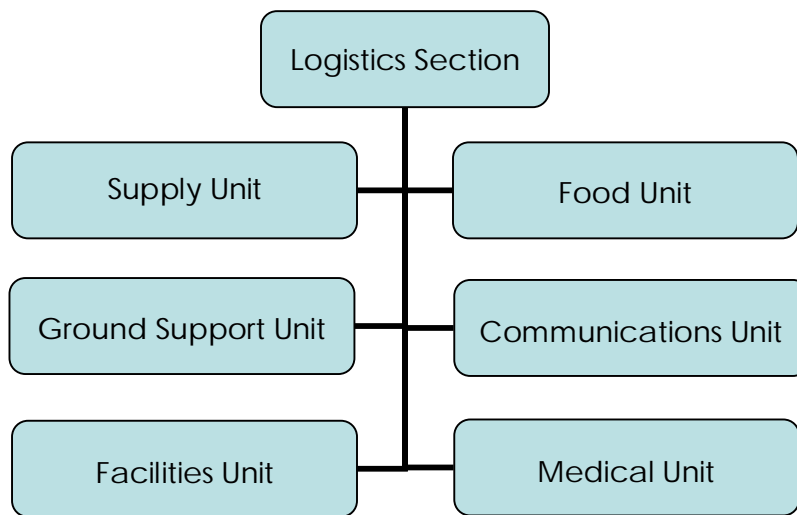 Logistics Section
Supply Unit
Food Unit
Ground Support Unit
Communications Unit
Facilities Unit
Medical Unit